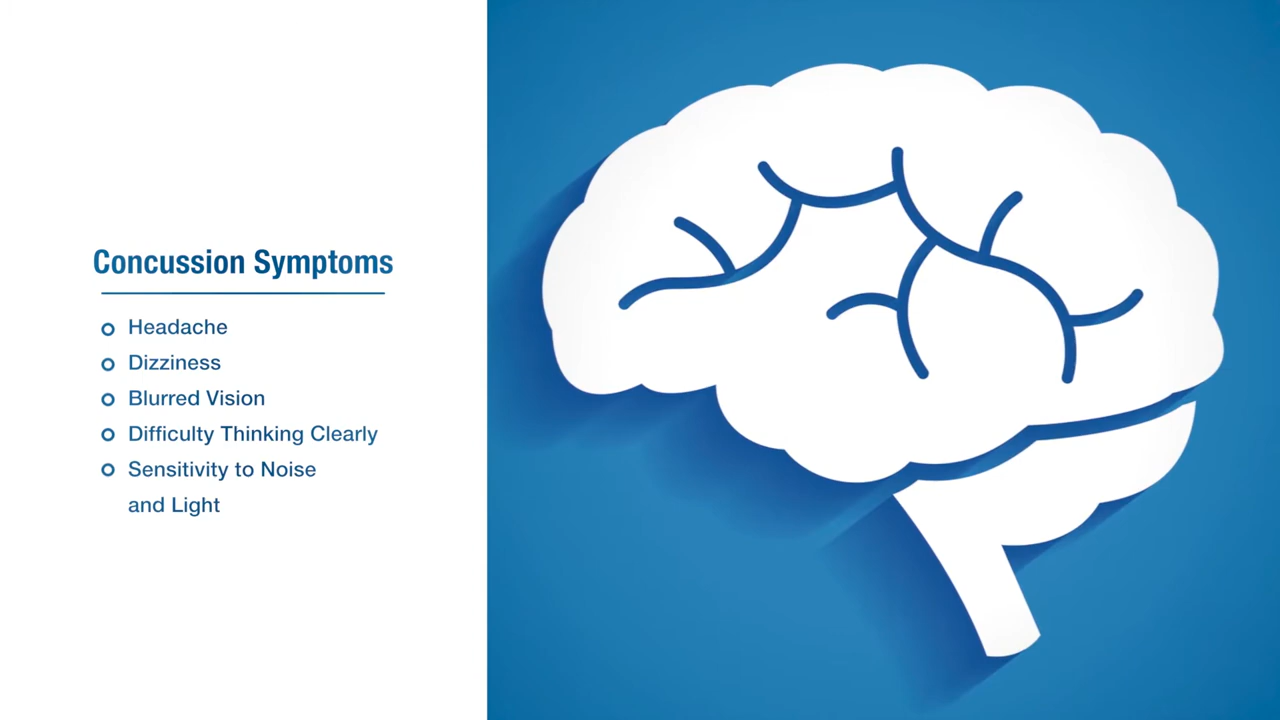 Concussion Symptoms
Headache
Dizziness
Blurred Vision
Difficulty Thinking Clearly
Sensitivity to Noise
and Light